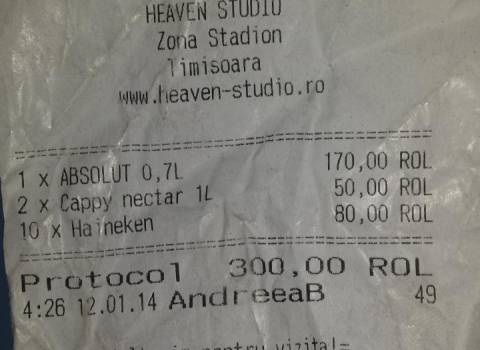 HEAVEN STUDIO
Zona Stadion
Timisoara
www.heaven-studio.ro
1 x ABSOLUT 0,7L 170,00 ROL
2 x Cappy nectar 1L 50,00 ROL
10 x Haineken 80,00 ROL
Protocol 300,00 ROL
4:26 12.01.14 AndreeaB 49
pentru vizita!